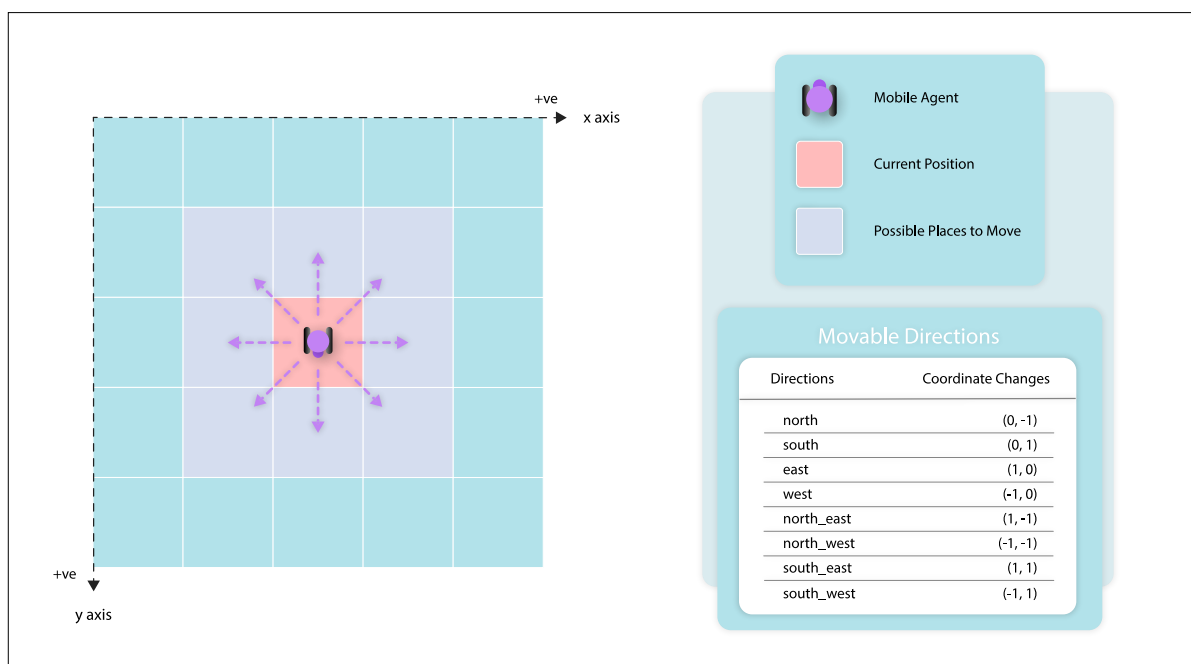 +ve
x axis
+ve
y axis
Mobile Agent
Current Position
Possible Places to Move
Movable Directions
Directions Coordinate Changes
north (0, -1)
south (0, 1)
east (1, 0)
west (-1, 0)
north_east (1, -1)
north_west (-1, -1)
south_east (1, 1)
south_west (-1, 1)